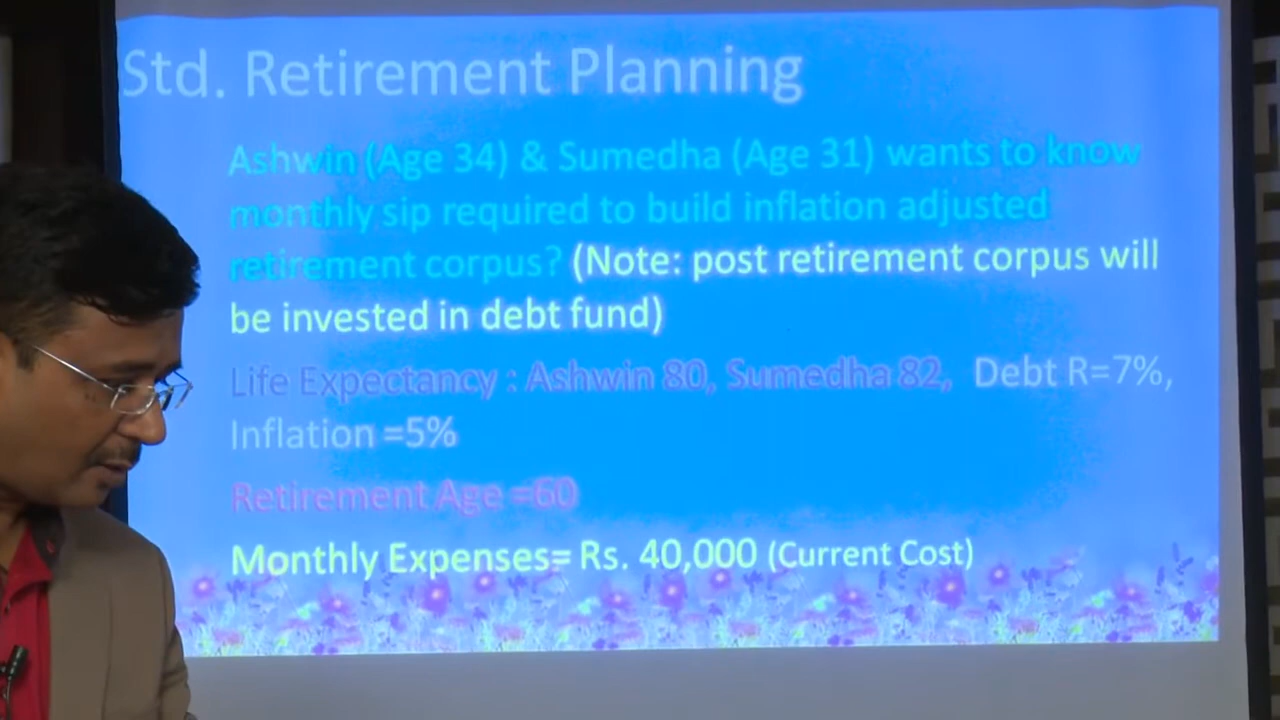 Std. Retirement Planning
Ashwin (Age 34) & Sumedha (Age 31) wants to know
monthly sip required to build inflation adjusted
retirement corpus? (Note: post retirement corpus will
be invested in debt fund)
Life Expectancy : Ashwin 80, Sumedha 82, Debt R=7%,
Inflation =5%
Retirement Age =60
Monthly Expenses= Rs. 40,000 (Current Cost)